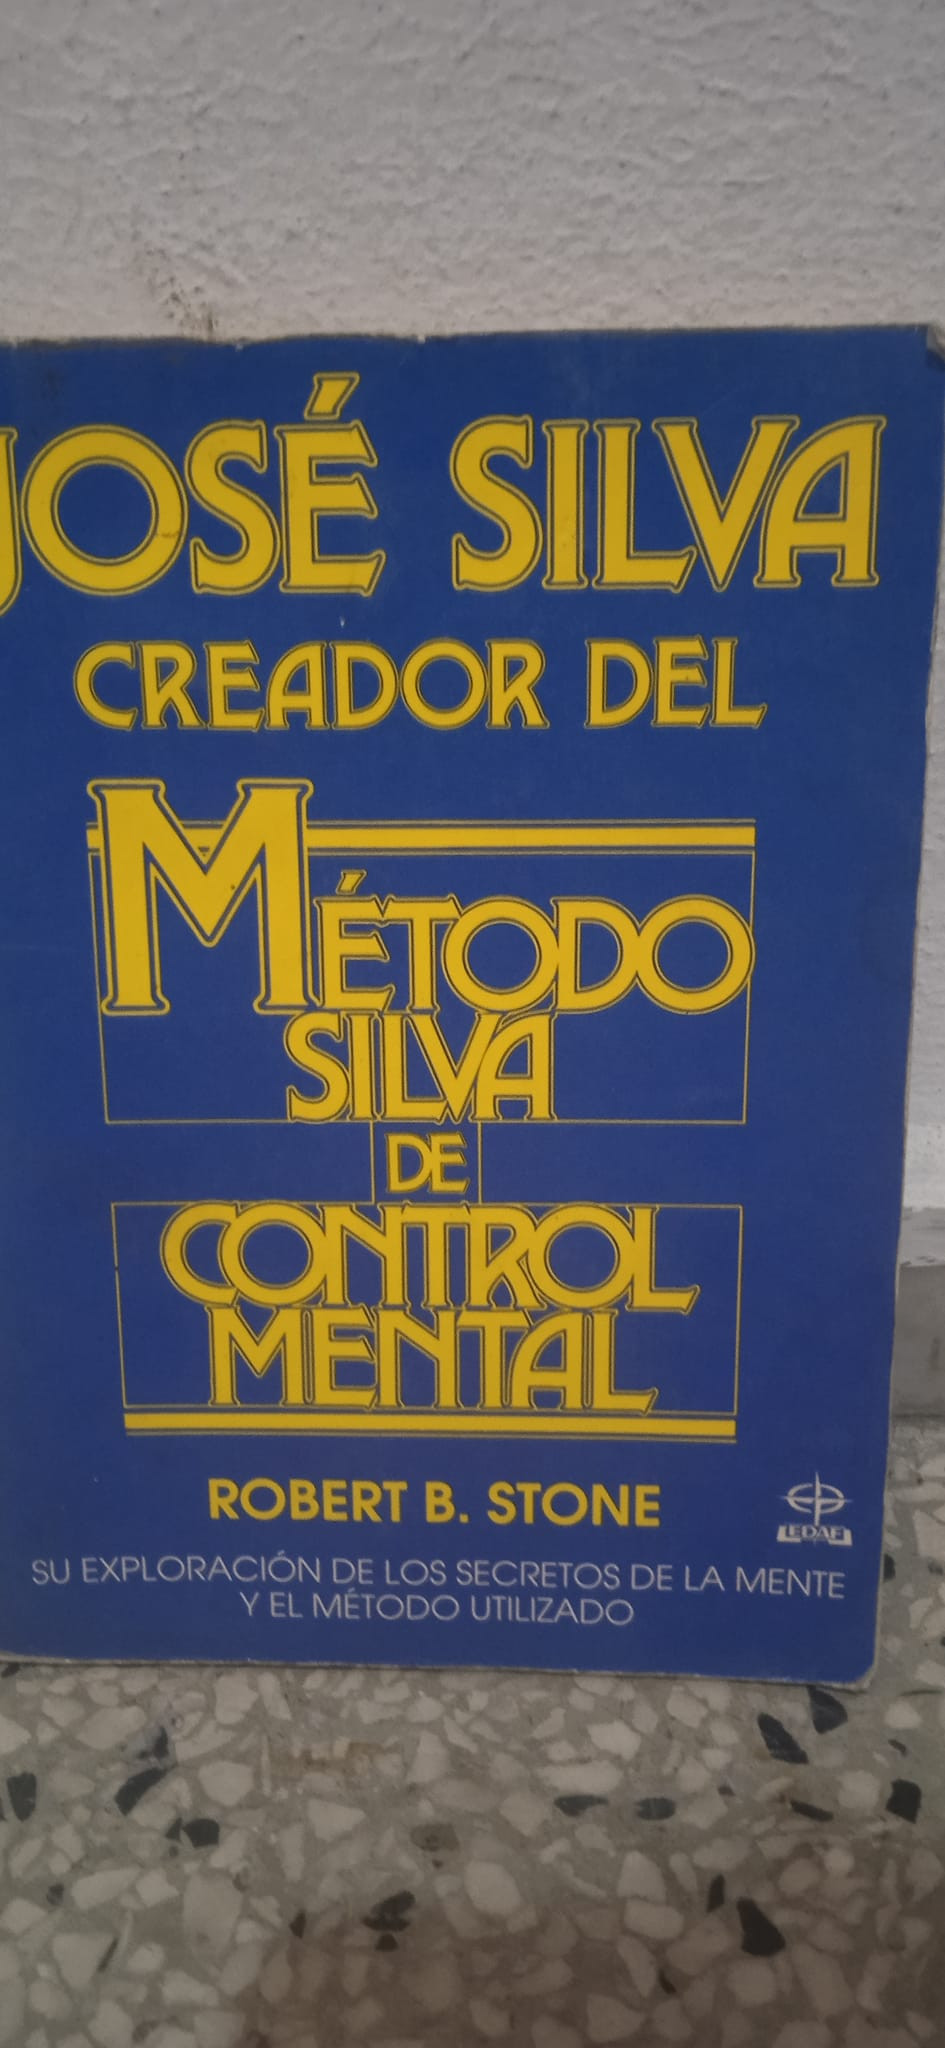 JOSÉ SILVA
CREADOR DEL
MÉTODO
SILVA
DE
CONTROL
MENTAL
ROBERT B. STONE
EDAF
SU EXPLORACIÓN DE LOS SECRETOS DE LA MENTE
Y EL MÉTODO UTILIZADO